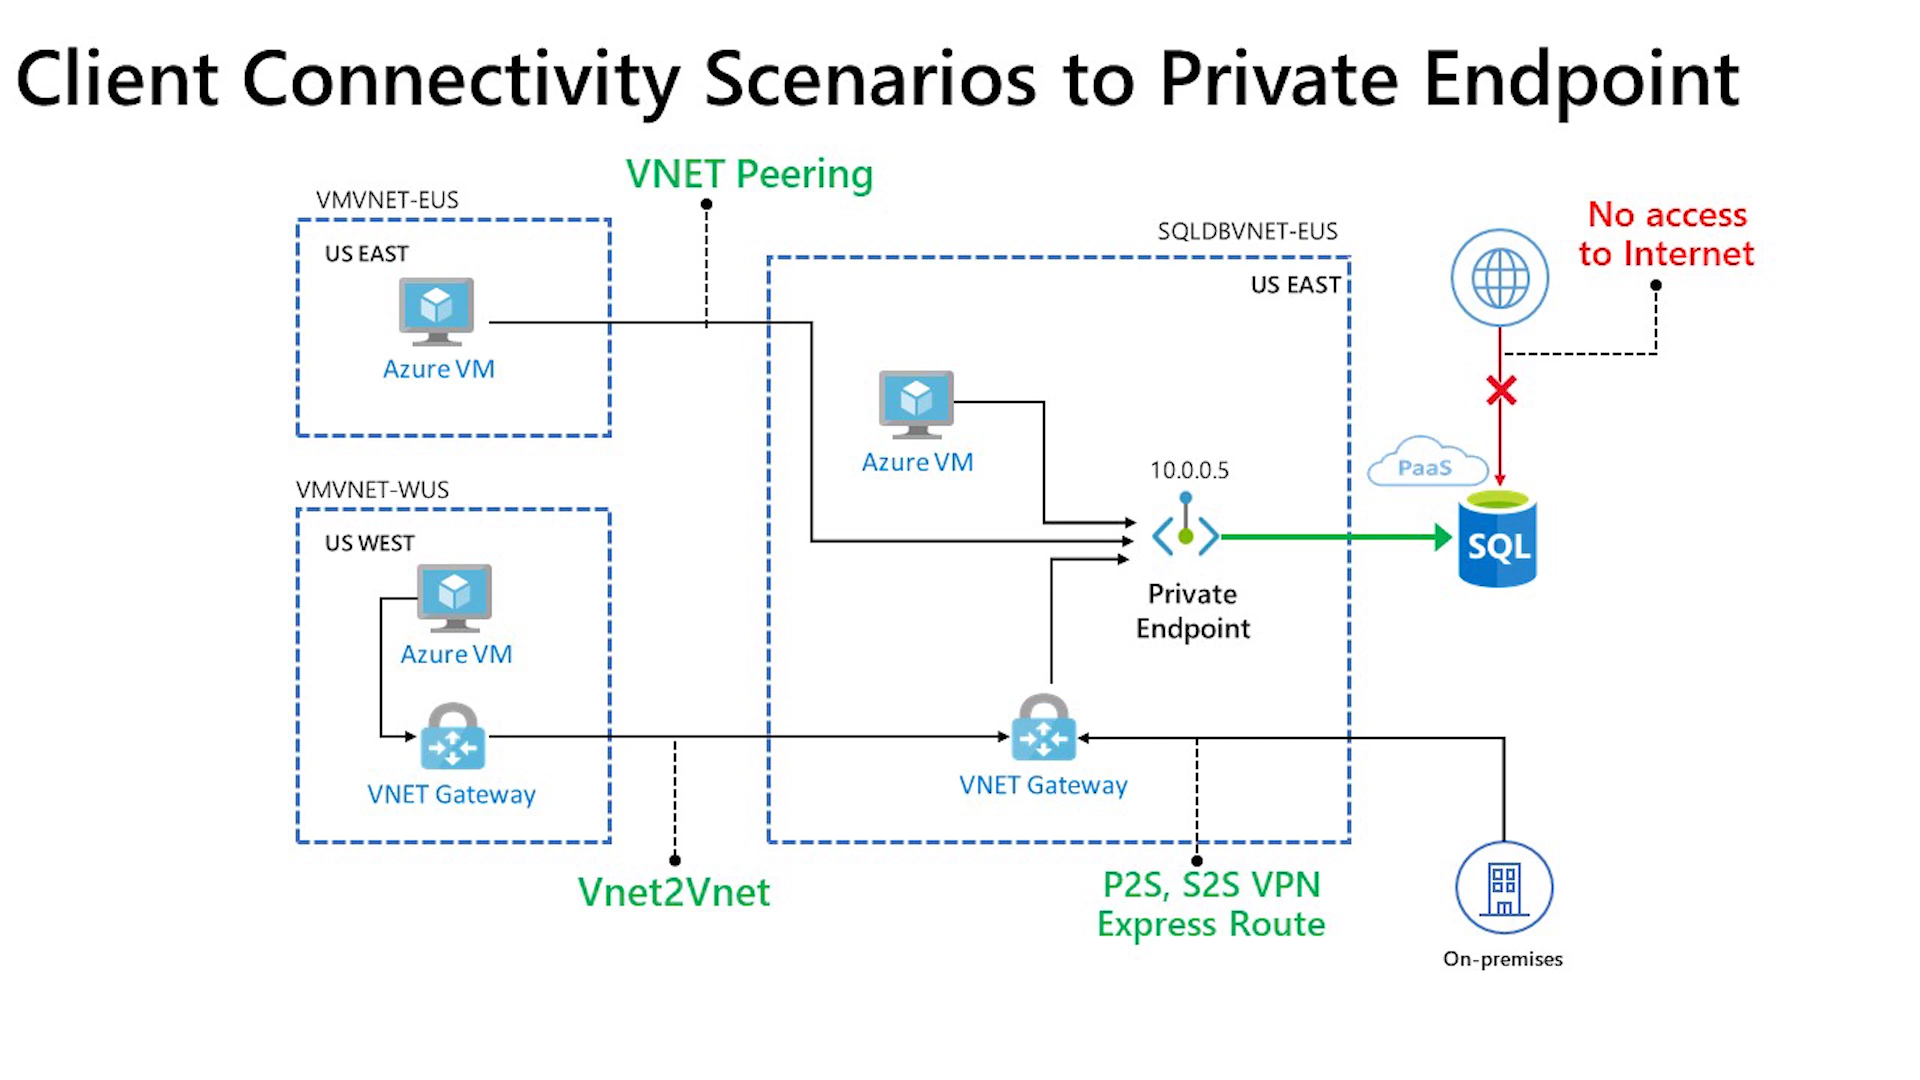 Client Connectivity Scenarios to Private Endpoint
VNET Peering
VMVNET-EUS
US EAST
Azure VM
SQLDBVNET-EUS
US EAST
No access
to Internet
Azure VM
PaaS
10.0.0.5
SQL
Private
Endpoint
VMVNET-WUS
US WEST
Azure VM
VNET Gateway
VNET Gateway
Vnet2Vnet
P2S, S2S VPN
Express Route
On-premises